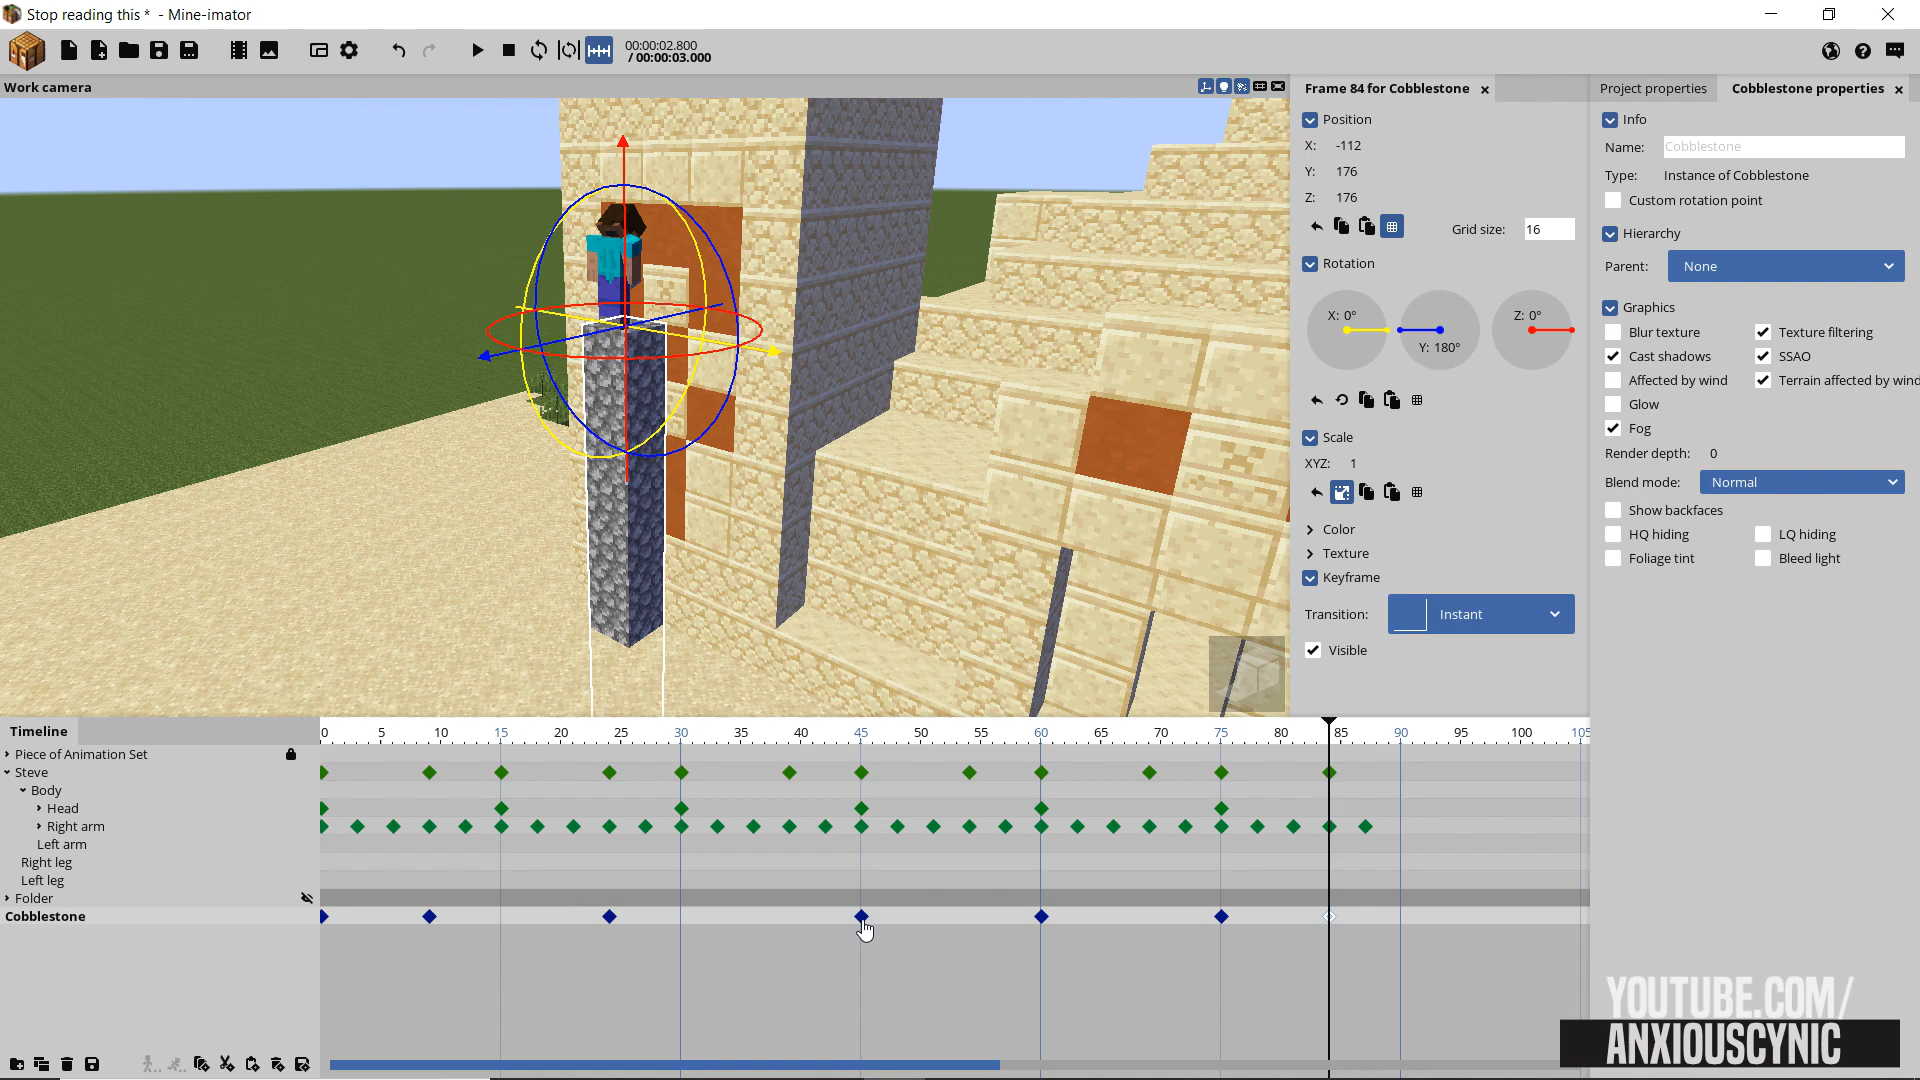 Stop reading this * - Mine-imator
00:00:02.800
/ 00:00:03.000
Work camera
Frame 84 for Cobblestone
Position
X: -112
Y: 176
Z: 176
Grid size: 16
Rotation
X: 0°
Y: 180°
Z: 0°
Scale
XYZ: 1
Color
Texture
Keyframe
Transition: Instant
Visible
Project properties
Cobblestone properties
Info
Name: Cobblestone
Type: Instance of Cobblestone
Custom rotation point
Hierarchy
Parent: None
Graphics
Blur texture Texture filtering
Cast shadows SSAO
Affected by wind Terrain affected by wind
Glow
Fog
Render depth: 0
Blend mode: Normal
Show backfaces
HQ hiding LQ hiding
Foliage tint Bleed light
Timeline
0 5 10 15 20 25 30 35 40 45 50 55 60 65 70 75 80 85 90 95 100 105
Piece of Animation Set
Steve
Body
Head
Right arm
Left arm
Right leg
Left leg
Folder
Cobblestone
YOUTUBE.COM/
ANXIOUSCYNIC